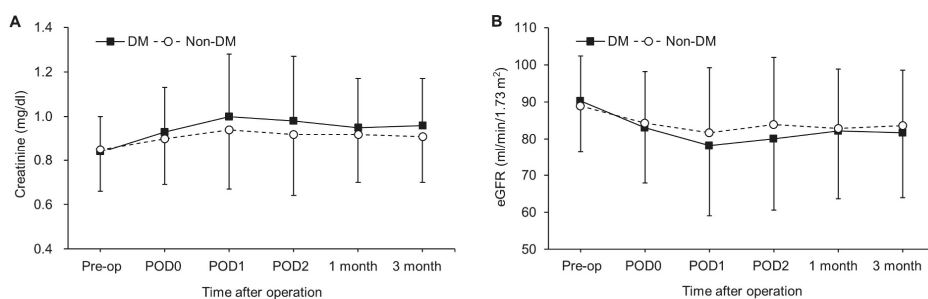 A
DM Non-DM
Creatinine (mg/dl)
1.4
1.2
1.0
0.8
0.6
0.4
Pre-op POD0 POD1 POD2 1 month 3 month
Time after operation
B
DM Non-DM
eGFR (ml/min/1.73 m²)
110
100
90
80
70
60
50
Pre-op POD0 POD1 POD2 1 month 3 month
Time after operation